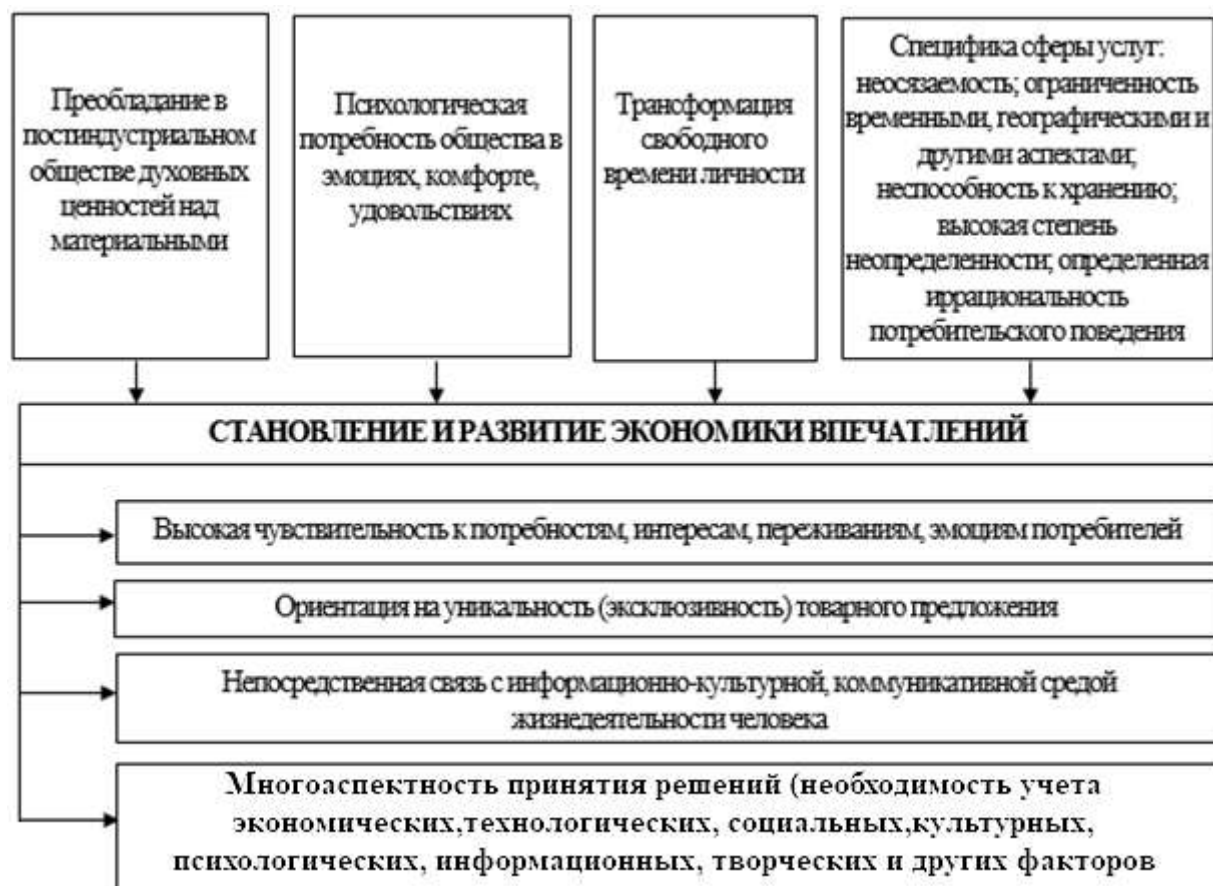 Преобладание в
постиндустриальном
обществе духовных
ценностей над
материальными
Психологическая
потребность общества в
эмоциях, комфорте,
удовольствиях
Трансформация
свободного
времени личности
Специфика сферы услуг:
неосязаемость; ограниченность
временными, географическими и
другими аспектами;
неспособность к хранению;
высокая степень
неопределенности; определенная
иррациональность
потребительского поведения
СТАНОВЛЕНИЕ И РАЗВИТИЕ ЭКОНОМИКИ ВПЕЧАТЛЕНИЙ
Высокая чувствительность к потребностям, интересам, переживаниям, эмоциям потребителей
Ориентация на уникальность (эксклюзивность) товарного предложения
Непосредственная связь с информационно-культурной, коммуникативной средой
жизнедеятельности человека
Многоаспектность принятия решений (необходимость учета
экономических,технологических, социальных,культурных,
психологических, информационных, творческих и других факторов